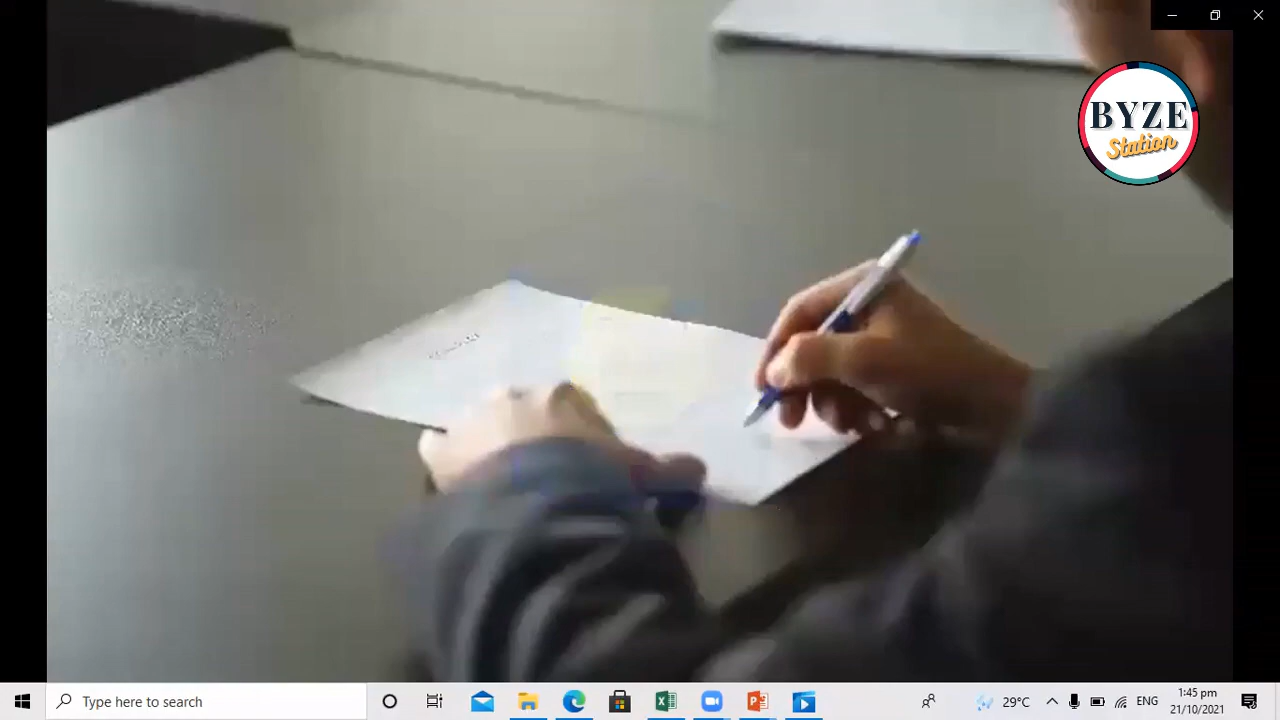 BYZE
Station
Type here to search
29°C
ENG
1:45 pm
21/10/2021